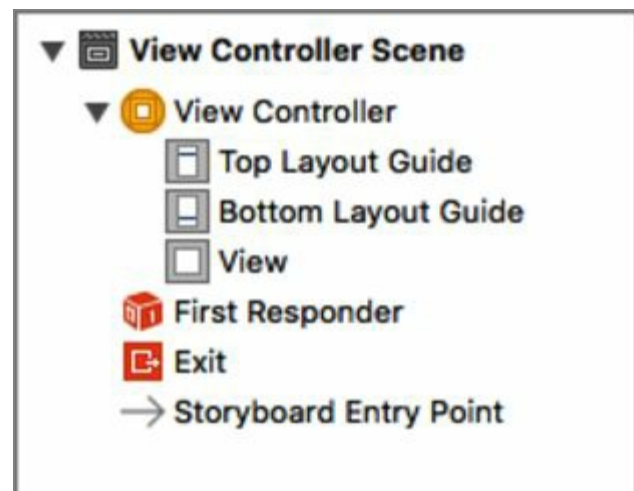 View Controller Scene
View Controller
Top Layout Guide
Bottom Layout Guide
View
First Responder
Exit
Storyboard Entry Point